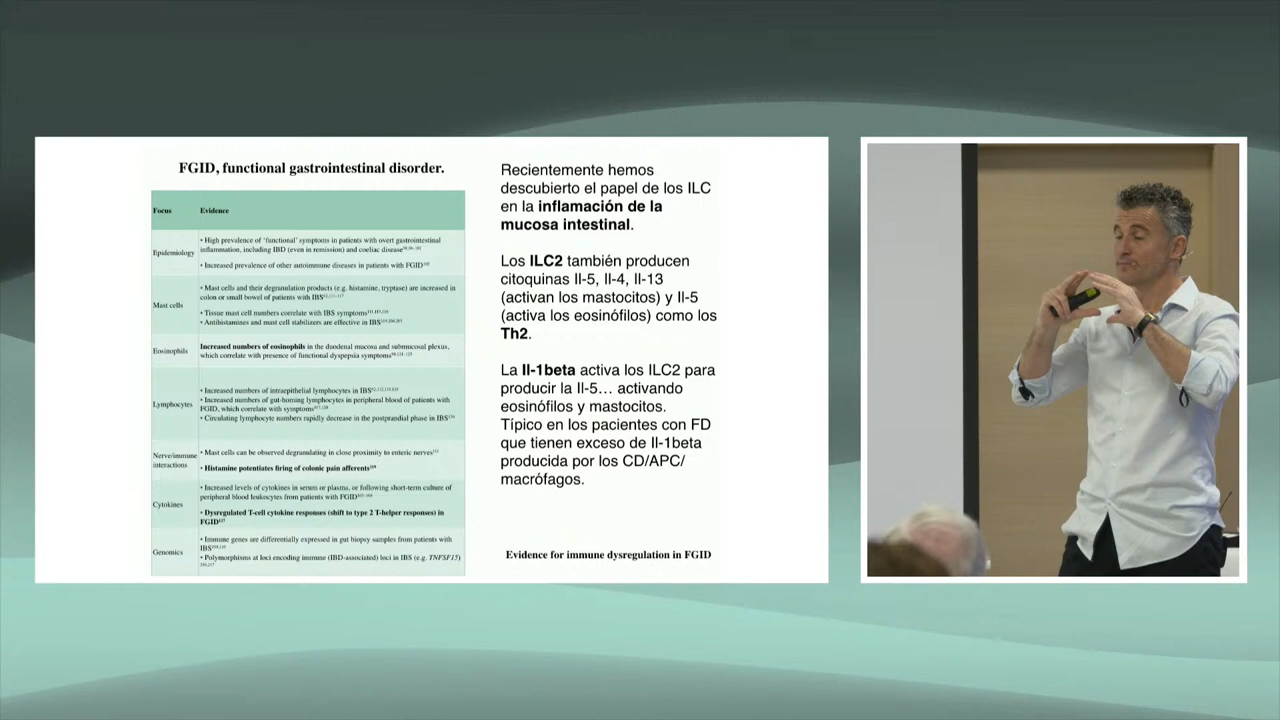 FGID, functional gastrointestinal disorder.
Focus Evidence
Epidemiology
• High prevalence of 'functional' symptoms in patients with overt gastrointestinal
inflammation, including IBD (even in remission) and coeliac disease
• Increased prevalence of other autoimmune diseases in patients with FGID
Mast cells
• Mast cells and their degranulation products (e.g. histamine, tryptase) are increased in
colon or small bowel of patients with IBS
• Tissue mast cell numbers correlate with IBS symptoms
• Antihistamines and mast cell stabilizers are effective in IBS
Eosinophils
Increased numbers of eosinophils in the duodenal mucosa and submucosal plexus,
which correlate with presence of functional dyspepsia symptoms
Lymphocytes
• Increased numbers of intraepithelial lymphocytes in IBS
• Increased numbers of gut-homing lymphocytes in peripheral blood of patients with
FGID, which correlate with symptoms
• Circulating lymphocyte numbers rapidly decrease in the postprandial phase in IBS
Nerve/immune
interactions
• Mast cells can be observed degranulating in close proximity to enteric nerves
• Histamine potentiates firing of colonic pain afferents
Cytokines
• Increased levels of cytokines in serum or plasma, or following short-term culture of
peripheral blood leukocytes from patients with FGID
• Dysregulated T-cell cytokine responses (shift to type 2 T-helper responses) in
FGID
Genomics
• Immune genes are differentially expressed in gut biopsy samples from patients with
IBS
• Polymorphisms at loci encoding immune (IBD-associated) loci in IBS (e.g. TNFSF15)
Recientemente hemos
descubierto el papel de los ILC
en la inflamación de la
mucosa intestinal.
Los ILC2 también producen
citoquinas Il-5, Il-4, Il-13
(activan los mastocitos) y Il-5
(activa los eosinófilos) como los
Th2.
La Il-1beta activa los ILC2 para
producir la Il-5… activando
eosinófilos y mastocitos.
Típico en los pacientes con FD
que tienen exceso de Il-1beta
producida por los CD/APC/
macrófagos.
Evidence for immune dysregulation in FGID